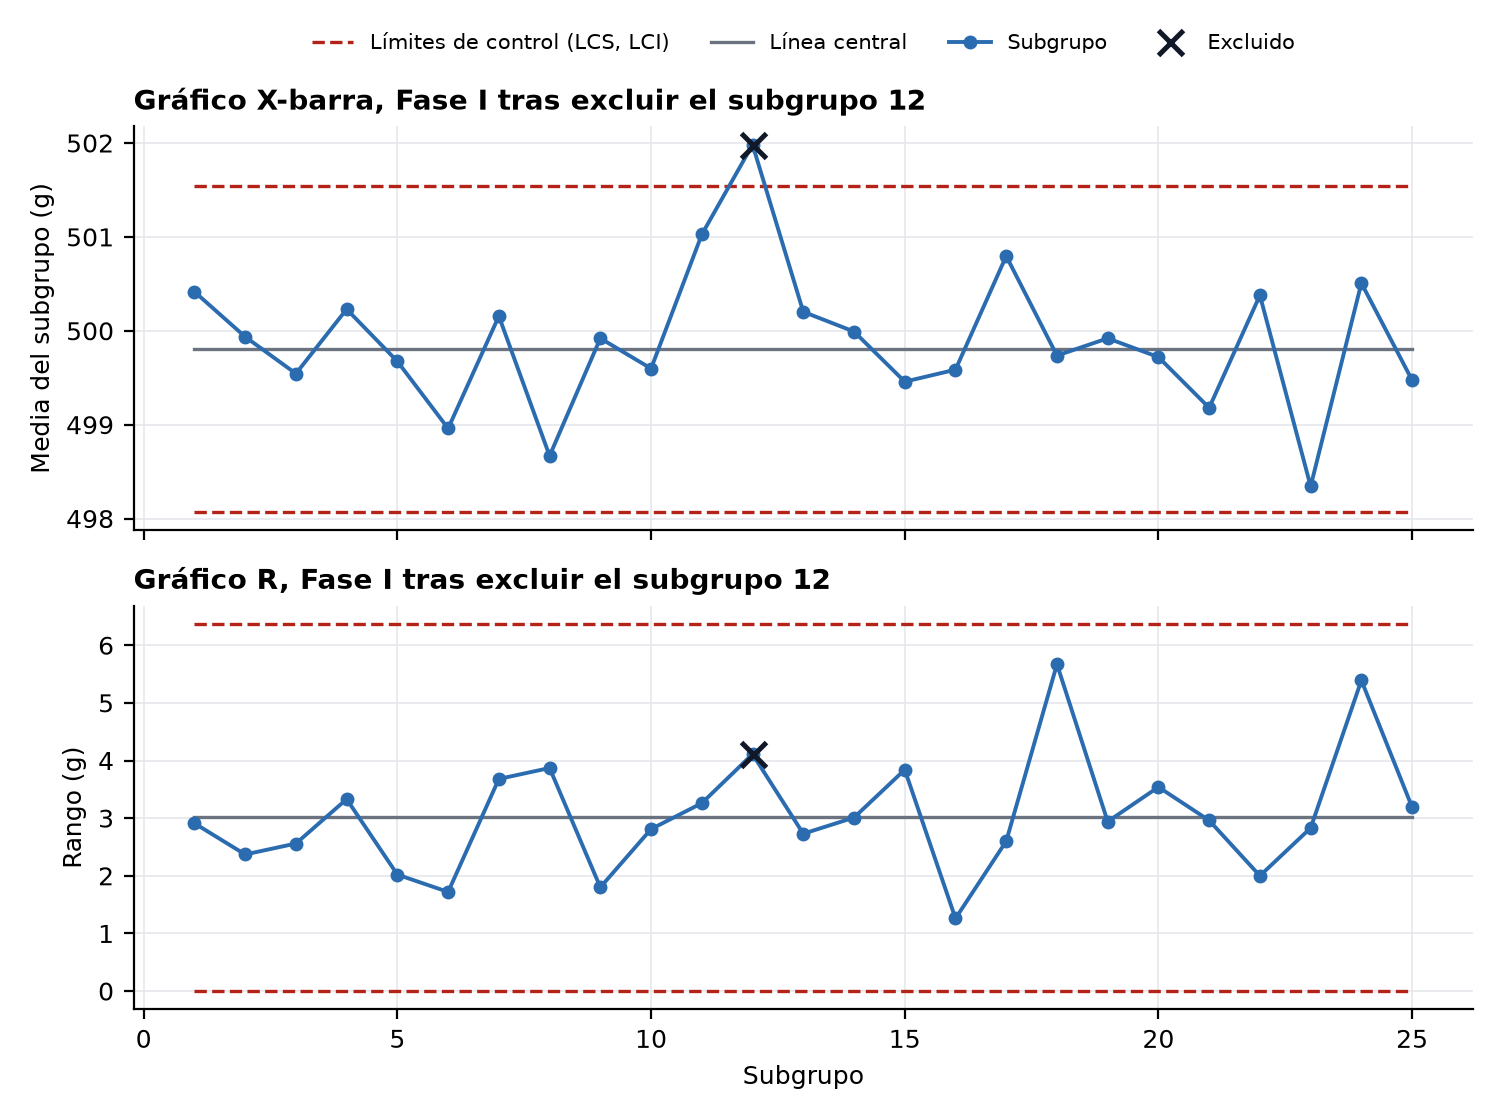 Límites de control (LCS, LCI) Línea central Subgrupo Excluido
Gráfico X-barra, Fase I tras excluir el subgrupo 12
Media del subgrupo (g)
502
501
500
499
498
Gráfico R, Fase I tras excluir el subgrupo 12
Rango (g)
6
5
4
3
2
1
0
0 5 10 15 20 25
Subgrupo